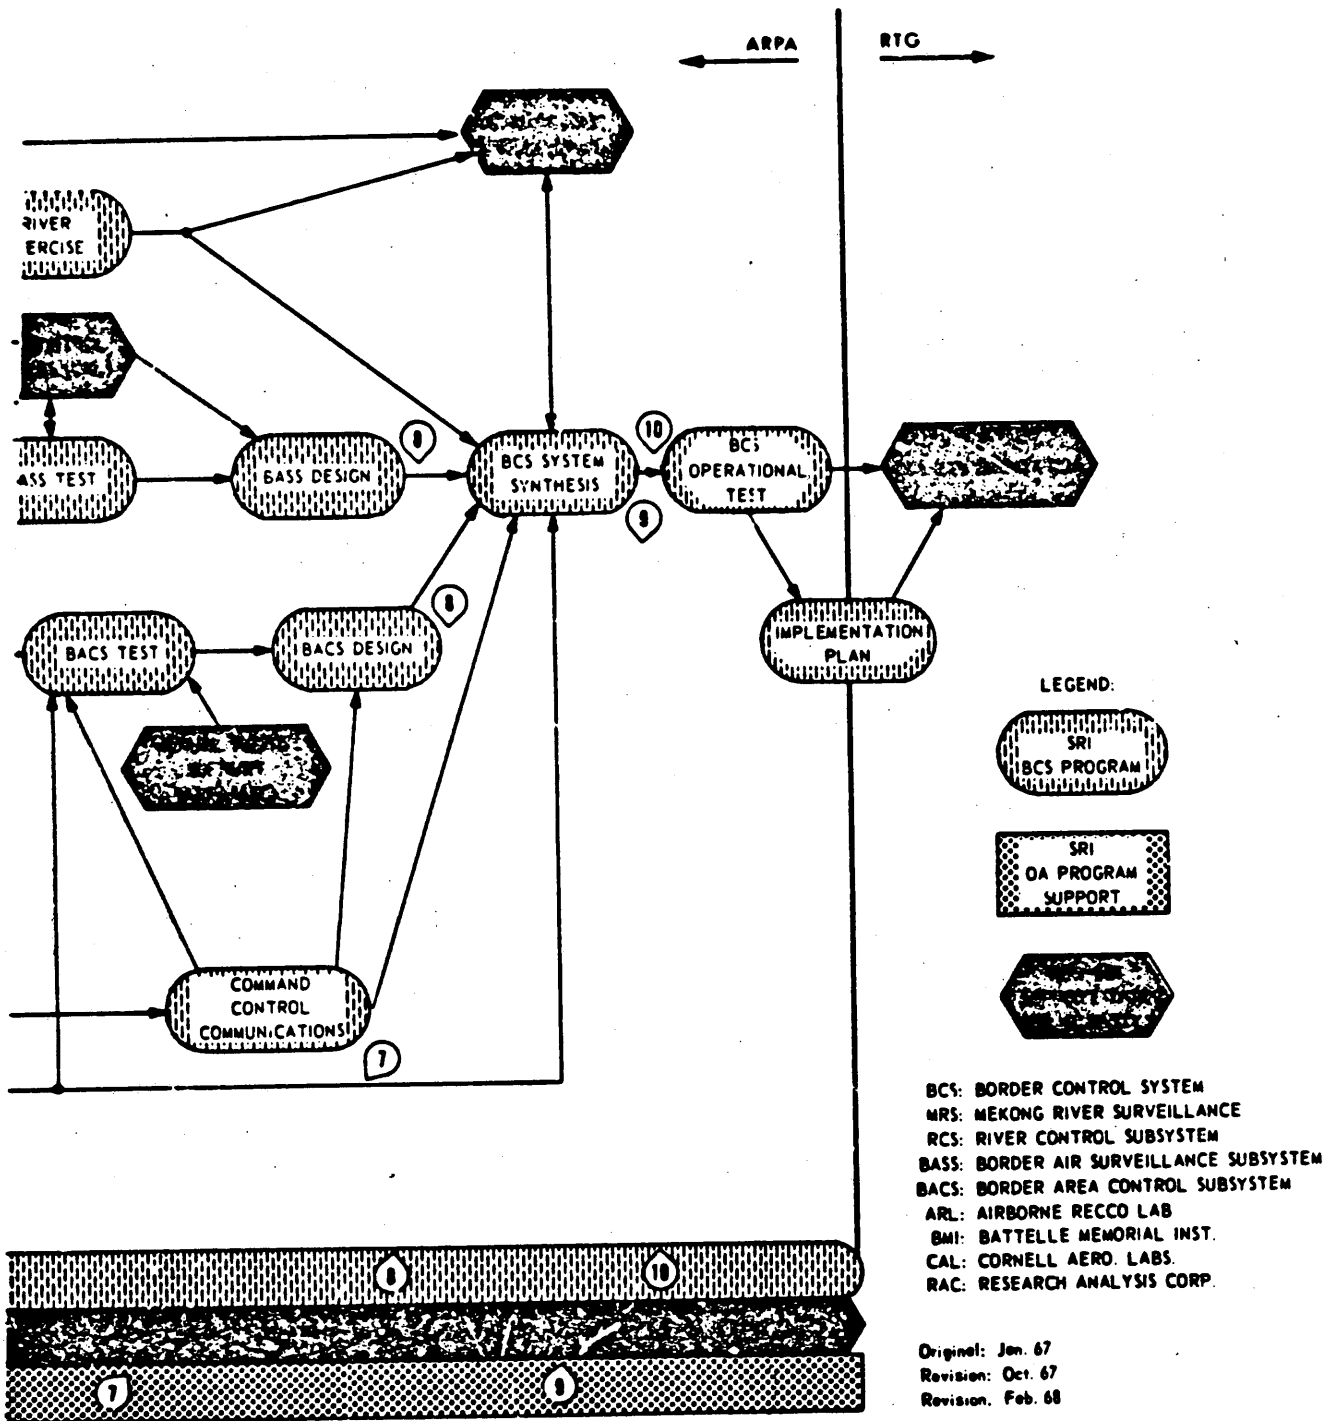 ARPA
RTG
RIVER
ERCISE
ASS TEST
BASS DESIGN
8
BCS SYSTEM
SYNTHESIS
10
9
BCS
OPERATIONAL
TEST
BACS TEST
BACS DESIGN
8
IMPLEMENTATION
PLAN
COMMAND
CONTROL
COMMUNICATIONS
7
LEGEND:
SRI
BCS PROGRAM
SRI
OA PROGRAM
SUPPORT
BCS: BORDER CONTROL SYSTEM
MRS: MEKONG RIVER SURVEILLANCE
RCS: RIVER CONTROL SUBSYSTEM
BASS: BORDER AIR SURVEILLANCE SUBSYSTEM
BACS: BORDER AREA CONTROL SUBSYSTEM
ARL: AIRBORNE RECCO LAB
BMI: BATTELLE MEMORIAL INST.
CAL: CORNELL AERO. LABS.
RAC: RESEARCH ANALYSIS CORP.
8
10
7
9
Original: Jan. 67
Revision: Oct. 67
Revision. Feb. 68